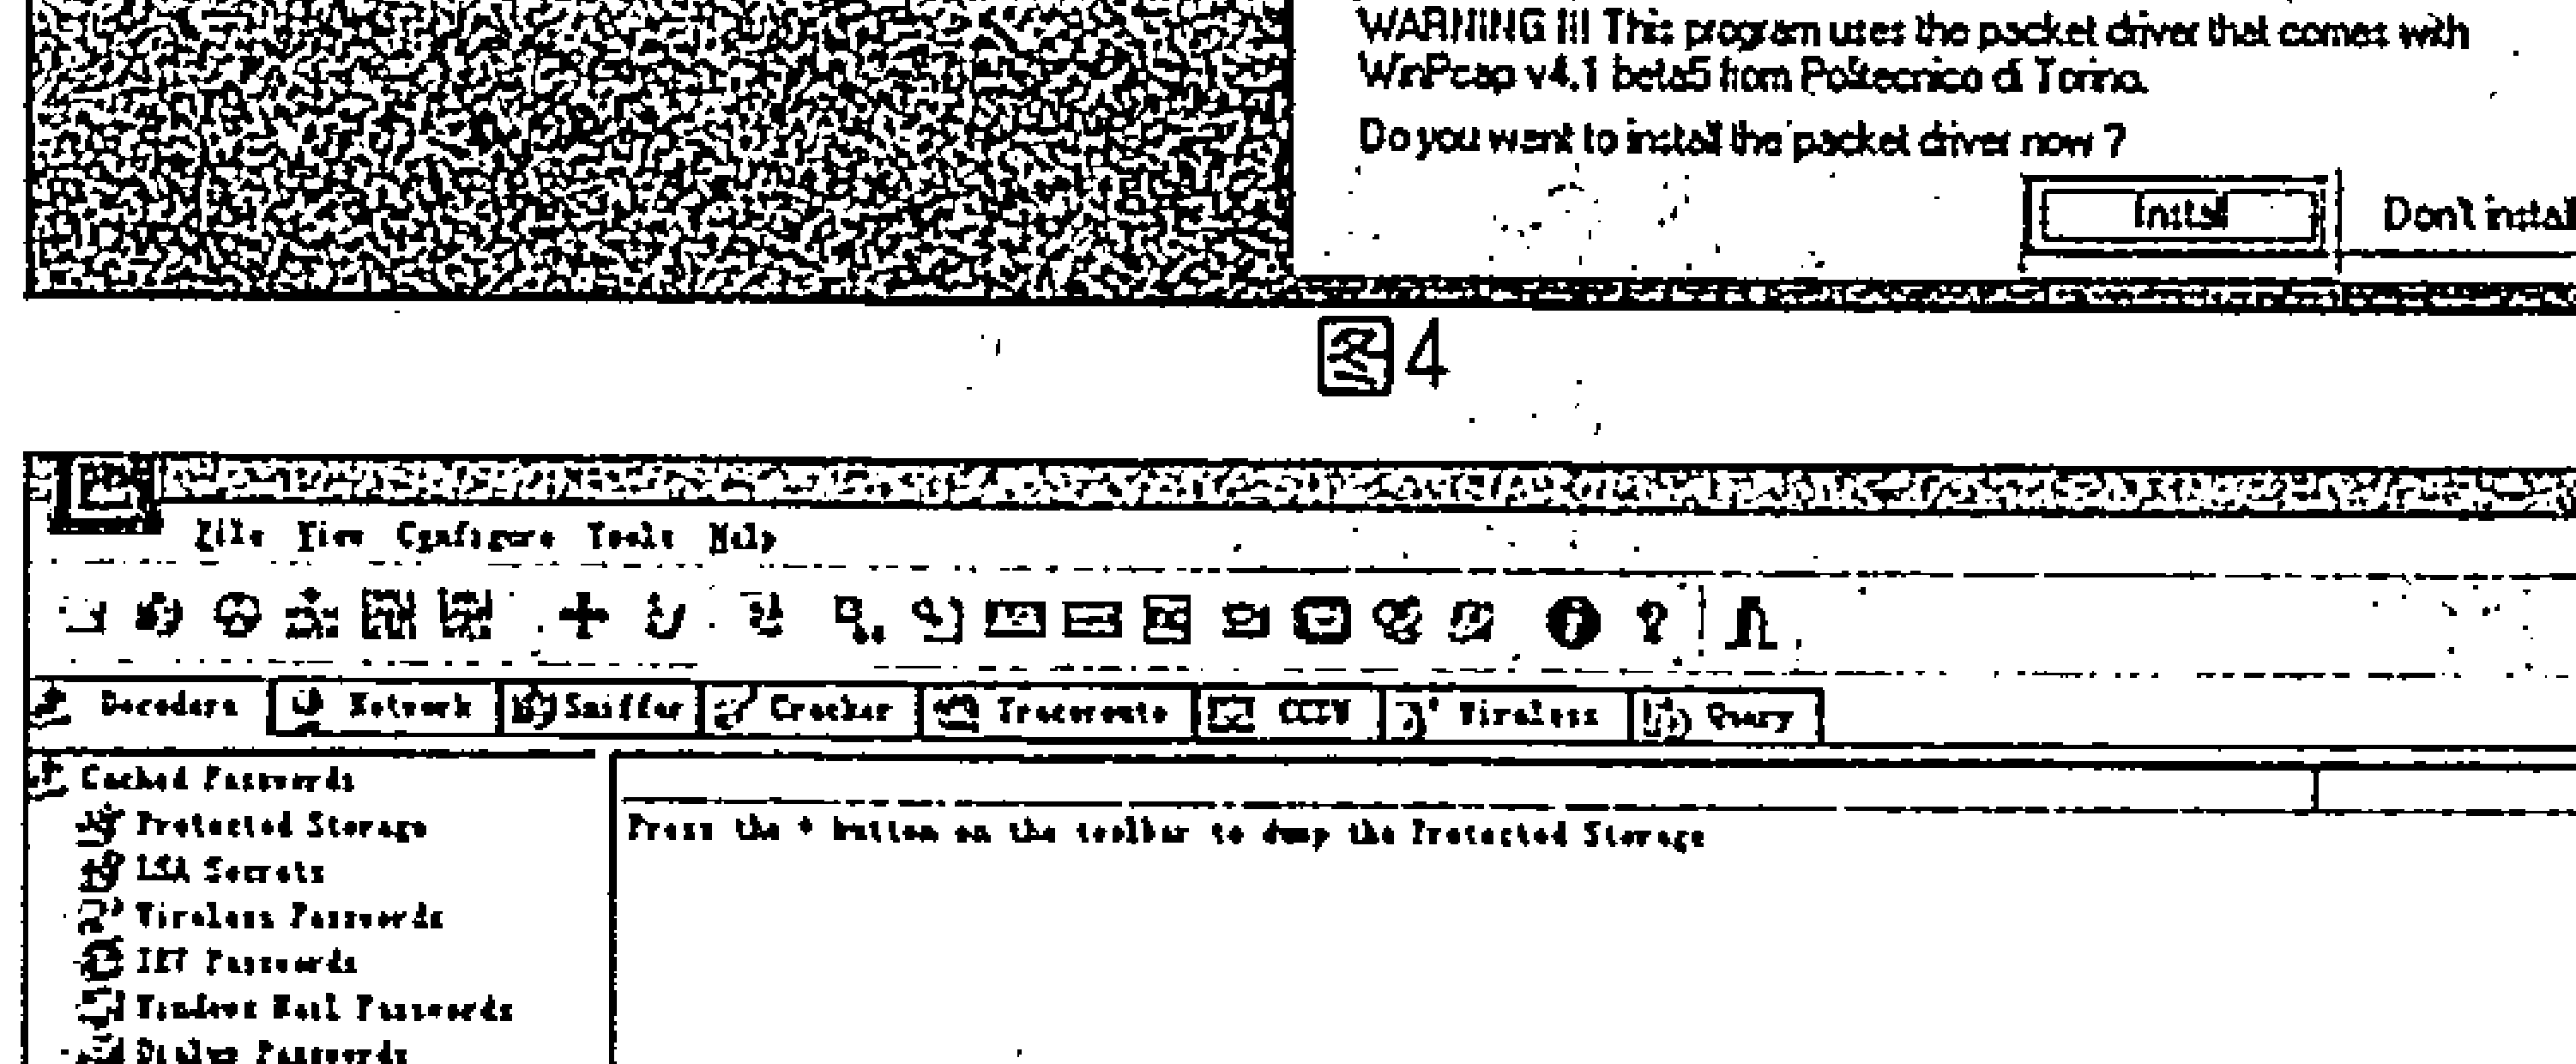 WARNING !!! This program uses the packet driver that comes with
WinPcap v4.1 beta5 from Politecnico di Torino.
Do you want to install the packet driver now ?
Install
Don't install
图4
File View Configure Tools Help
Decoders Network Sniffer Cracker Traceroute CCDU Wireless Query
Cached Passwords
Protected Storage
Press the + button on the toolbar to dump the Protected Storage
LSA Secrets
Wireless Passwords
IE7 Passwords
Windows Mail Passwords
Dialup Passwords